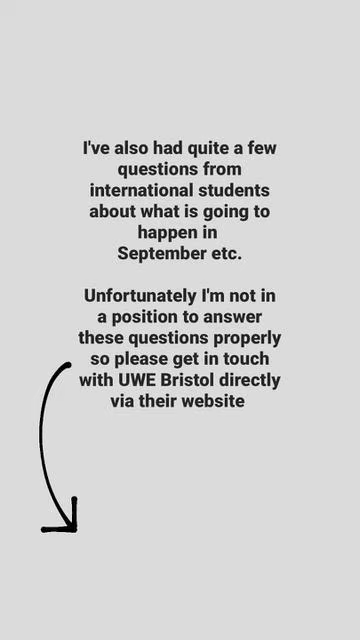 I've also had quite a few
questions from
international students
about what is going to
happen in
September etc.
Unfortunately I'm not in
a position to answer
these questions properly
so please get in touch
with UWE Bristol directly
via their website